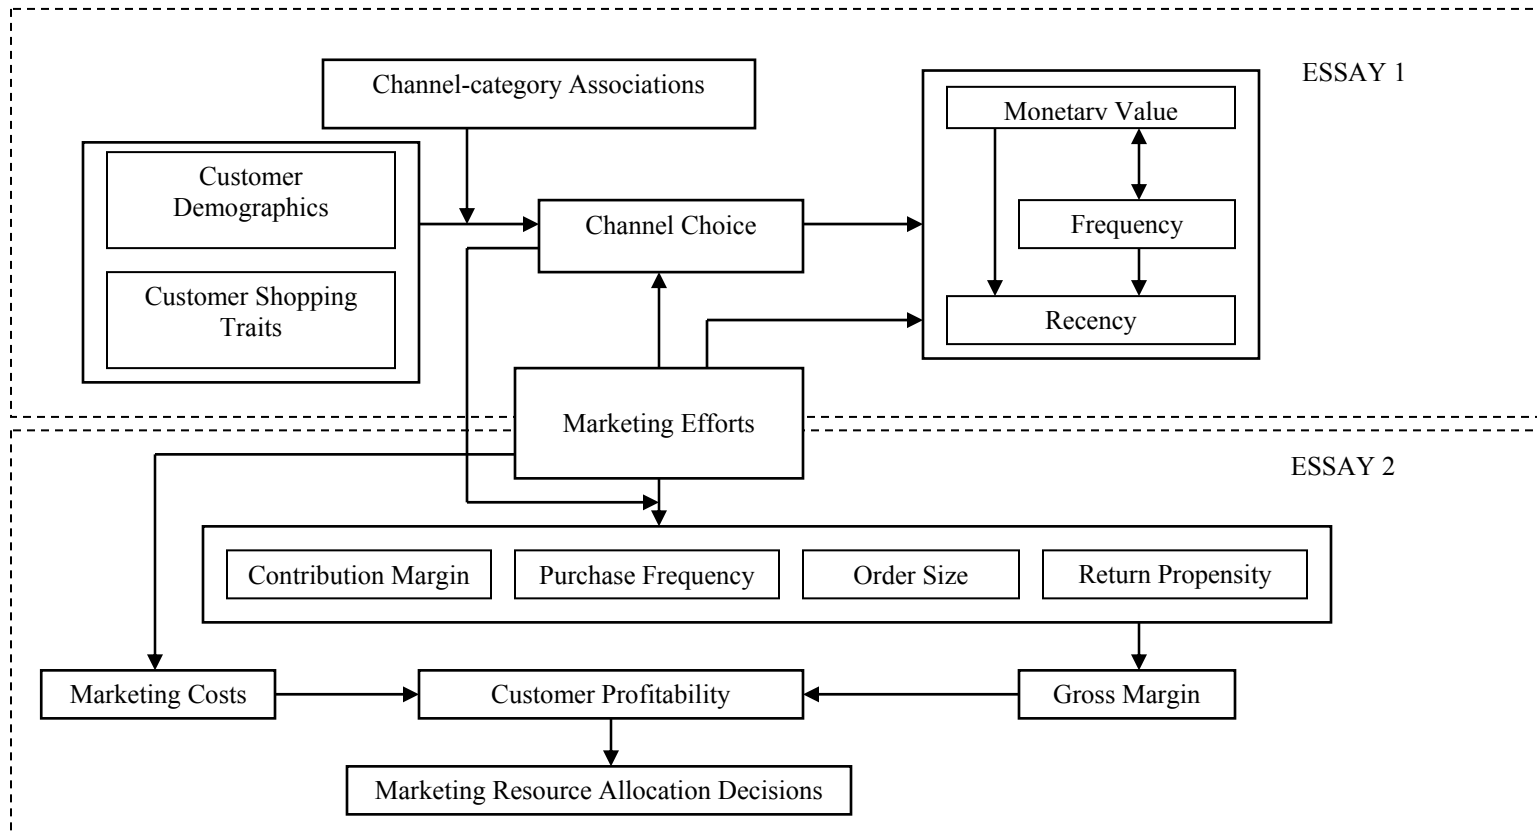 ESSAY 1
Channel-category Associations
Monetary Value
Customer
Demographics
Channel Choice
Frequency
Customer Shopping
Traits
Recency
Marketing Efforts
ESSAY 2
Contribution Margin
Purchase Frequency
Order Size
Return Propensity
Marketing Costs
Customer Profitability
Gross Margin
Marketing Resource Allocation Decisions